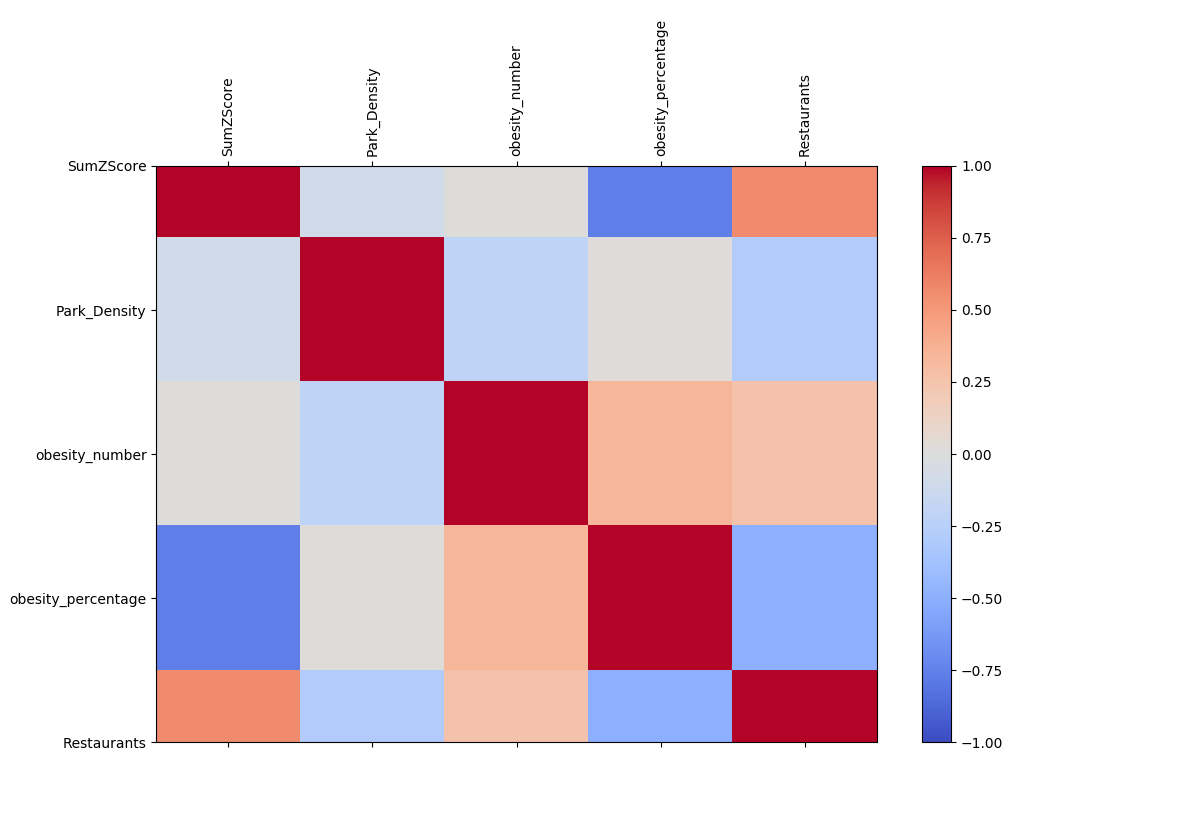 SumZScore
Park_Density
obesity_number
obesity_percentage
Restaurants
SumZScore
Park_Density
obesity_number
obesity_percentage
Restaurants
1.00
0.75
0.50
0.25
0.00
−0.25
−0.50
−0.75
−1.00